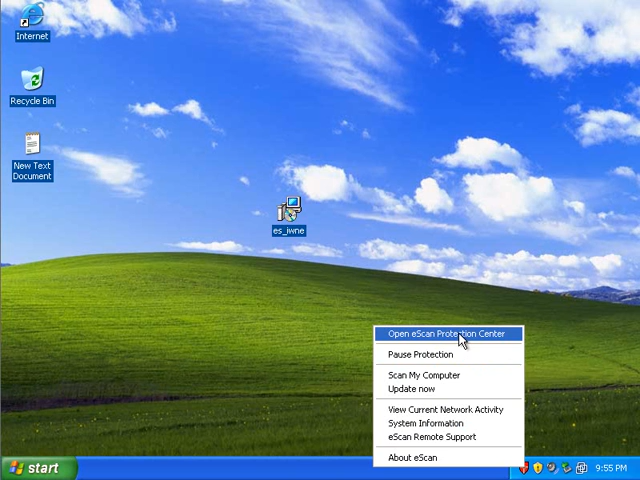 Internet
Recycle Bin
New Text
Document
es_iwne
Open eScan Protection Center
Pause Protection
Scan My Computer
Update now
View Current Network Activity
System Information
eScan Remote Support
About eScan
start
9:55 PM